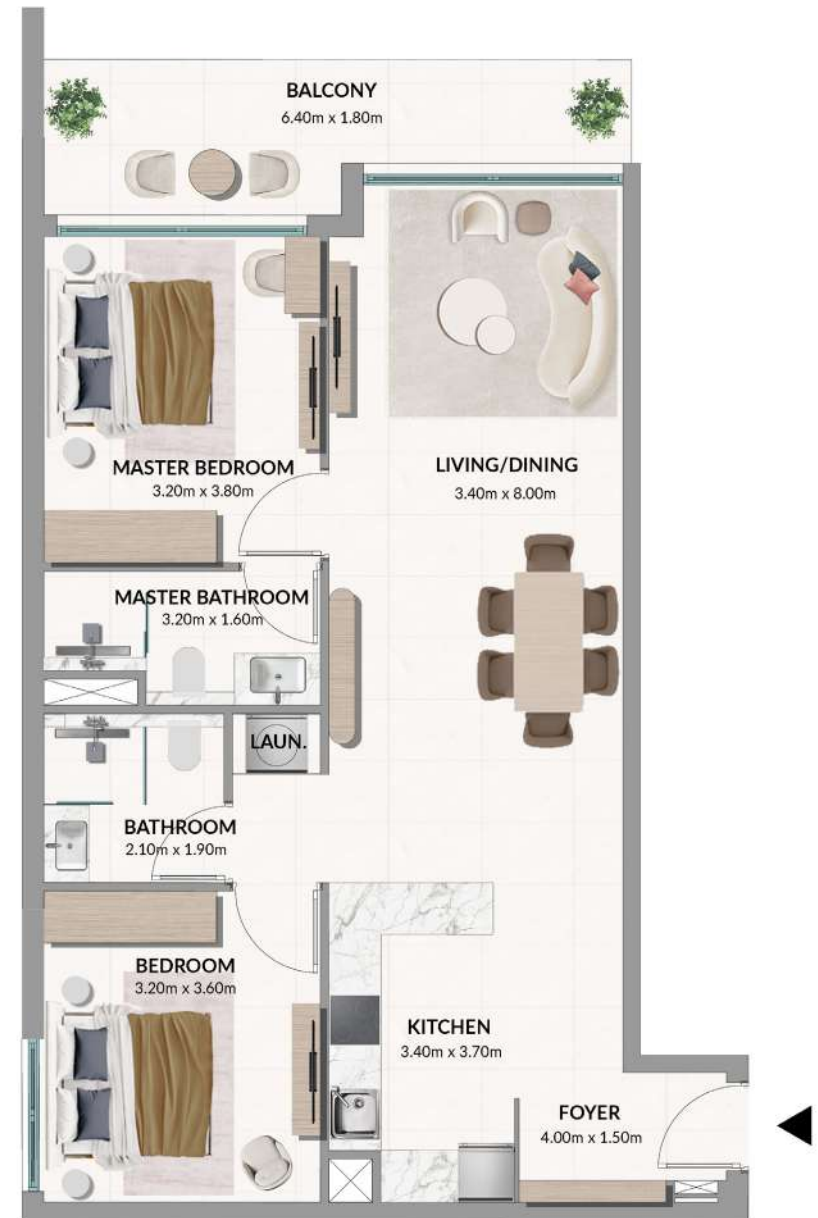 BALCONY
6.40m x 1.80m
MASTER BEDROOM
3.20m x 3.80m
LIVING/DINING
3.40m x 8.00m
MASTER BATHROOM
3.20m x 1.60m
LAUN.
BATHROOM
2.10m x 1.90m
BEDROOM
3.20m x 3.60m
KITCHEN
3.40m x 3.70m
FOYER
4.00m x 1.50m